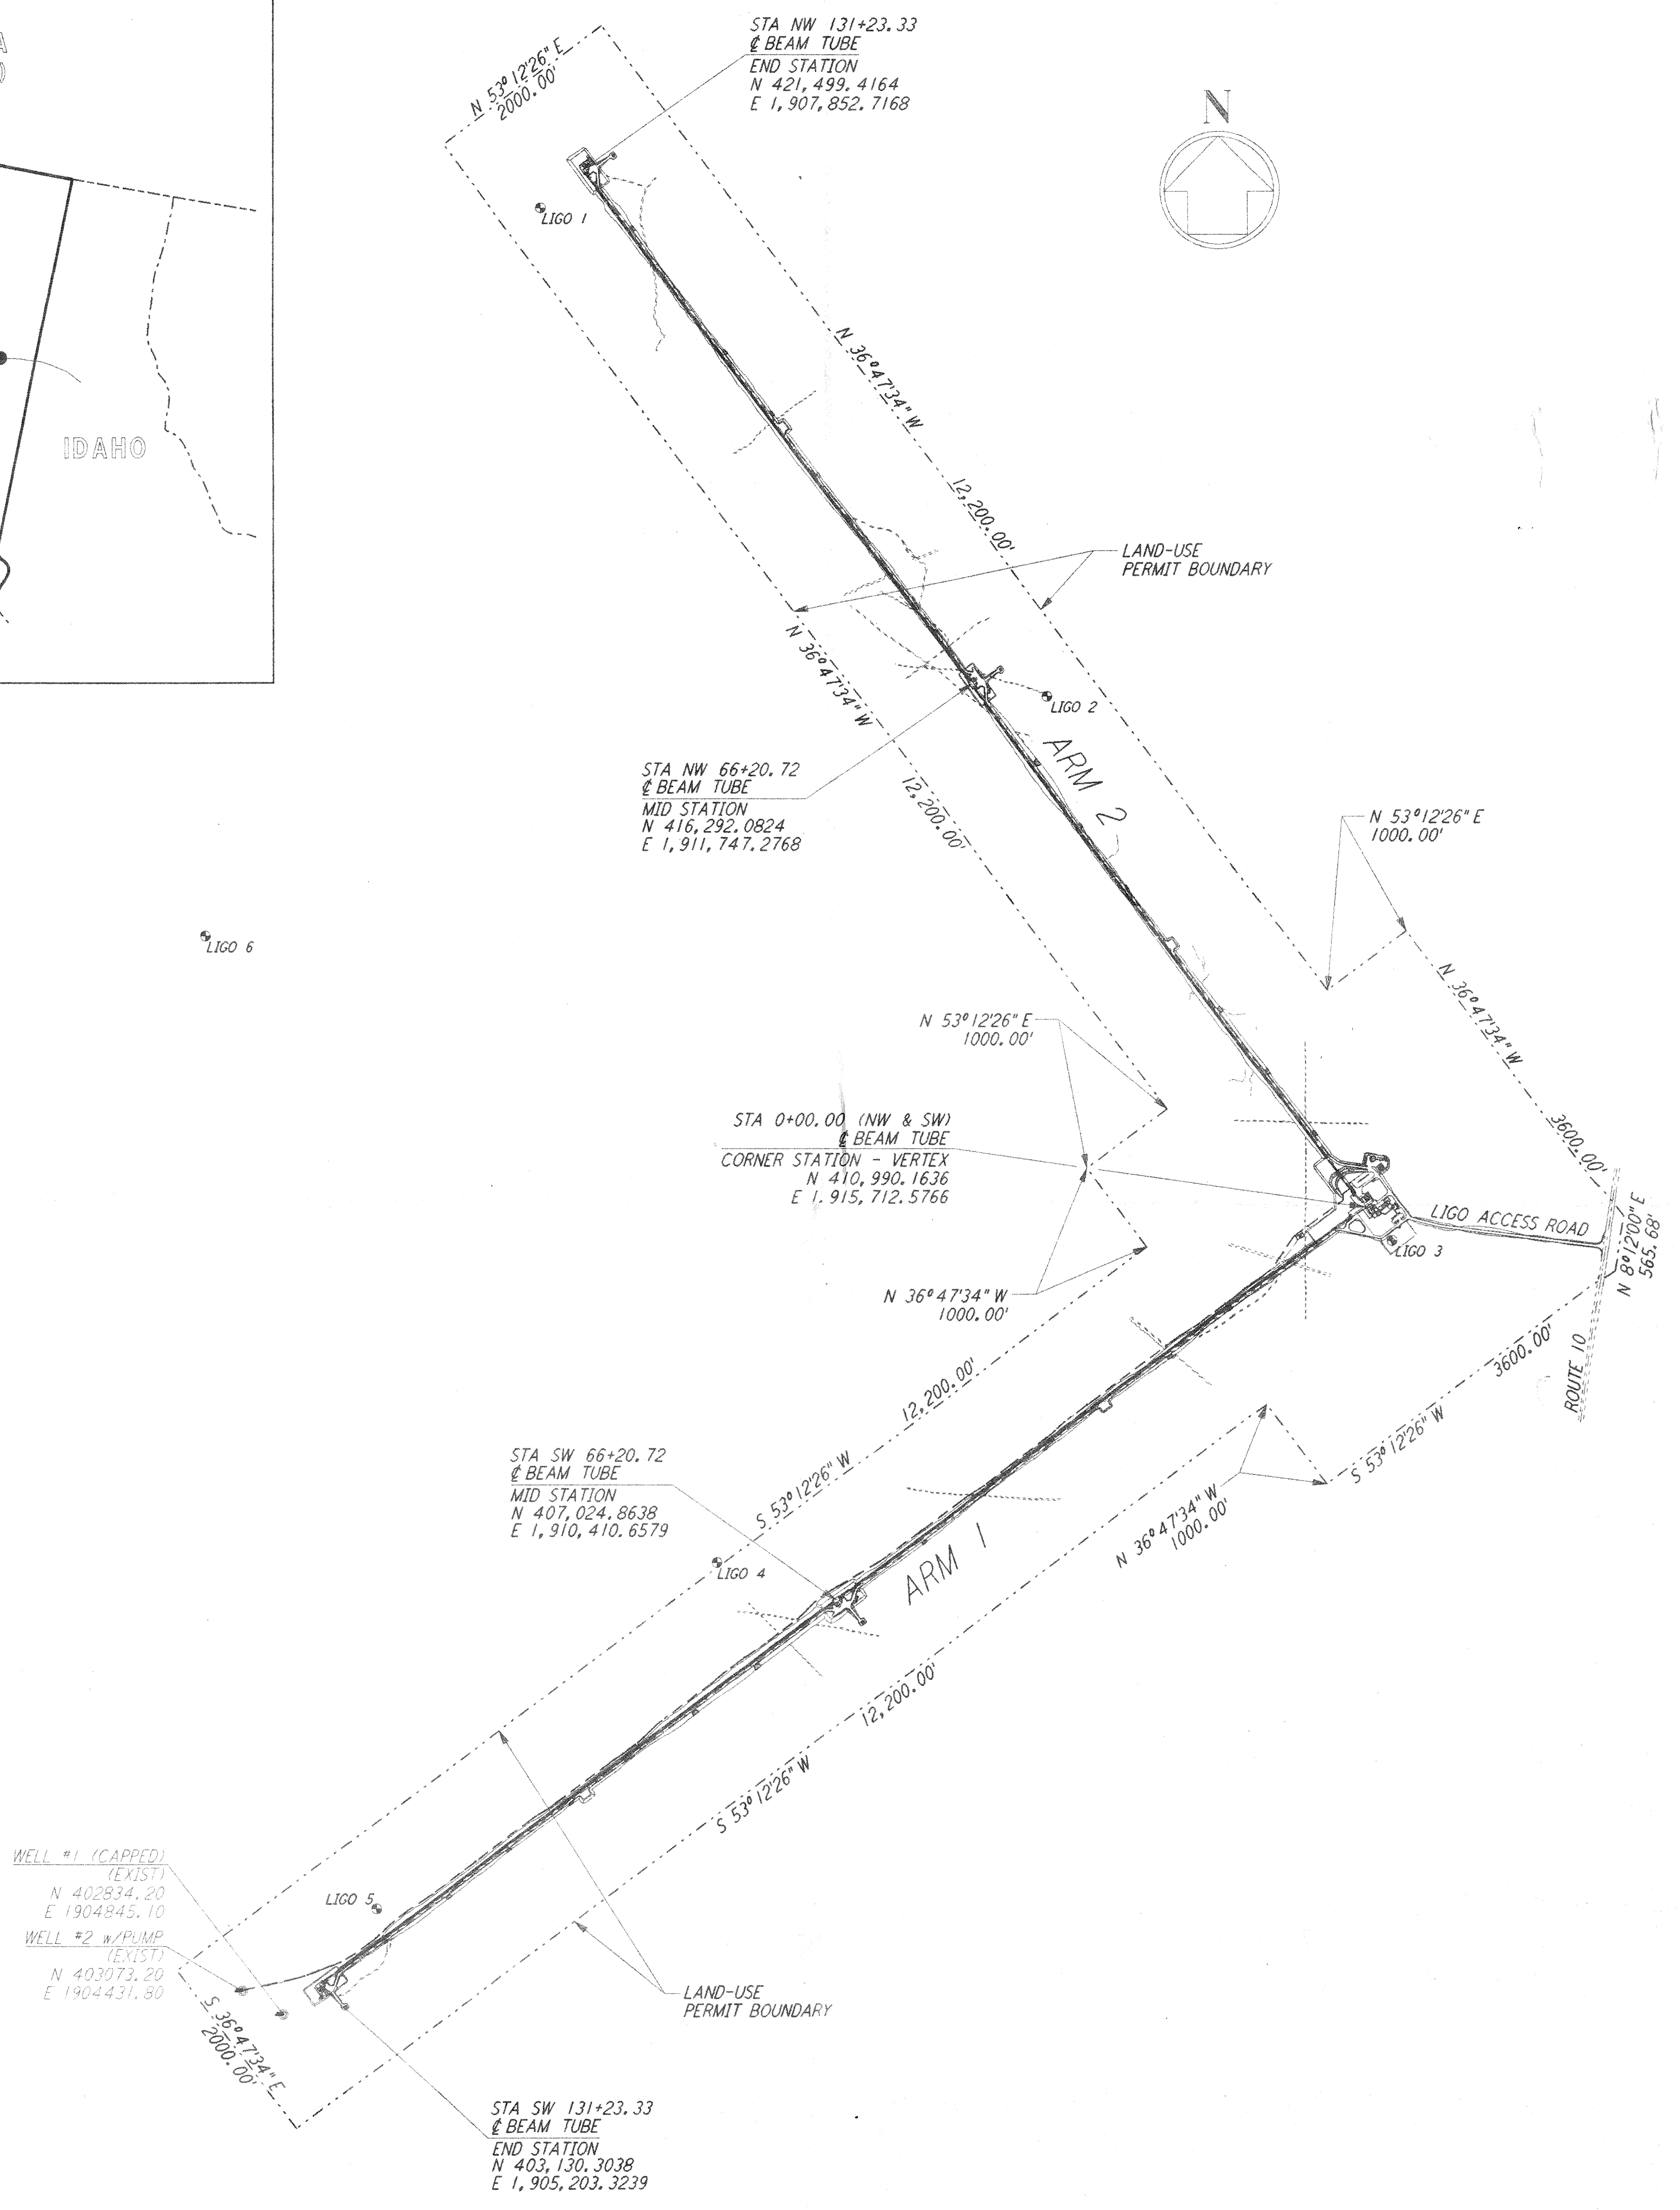 IDAHO
STA NW 131+23.33
℄ BEAM TUBE
END STATION
N 421,499.4164
E 1,907,852.7168
N 53°12'26" E
2000.00'
N
LIGO 1
N 36°47'34" W
12,200.00'
LAND-USE
PERMIT BOUNDARY
N 36°47'34" W
12,200.00'
LIGO 2
ARM 2
STA NW 66+20.72
℄ BEAM TUBE
MID STATION
N 416,292.0824
E 1,911,747.2768
N 53°12'26" E
1000.00'
LIGO 6
N 36°47'34" W
3600.00'
N 53°12'26" E
1000.00'
STA 0+00.00 (NW & SW)
℄ BEAM TUBE
CORNER STATION - VERTEX
N 410,990.1636
E 1.915,712.5766
LIGO ACCESS ROAD
LIGO 3
N 8°12'00" E
565.68'
ROUTE 10
N 36°47'34" W
1000.00'
3600.00'
S 53°12'26" W
12,200.00'
S 53°12'26" W
N 36°47'34" W
1000.00'
STA SW 66+20.72
℄ BEAM TUBE
MID STATION
N 407,024.8638
E 1,910,410.6579
LIGO 4
ARM 1
12,200.00'
S 53°12'26" W
WELL #1 (CAPPED)
(EXIST)
N 402834.20
E 1904845.10
WELL #2 w/PUMP
(EXIST)
N 403073.20
E 1904431.80
LIGO 5
LAND-USE
PERMIT BOUNDARY
S 36°47'34" E
2000.00'
STA SW 131+23.33
℄ BEAM TUBE
END STATION
N 403,130.3038
E 1,905,203.3239